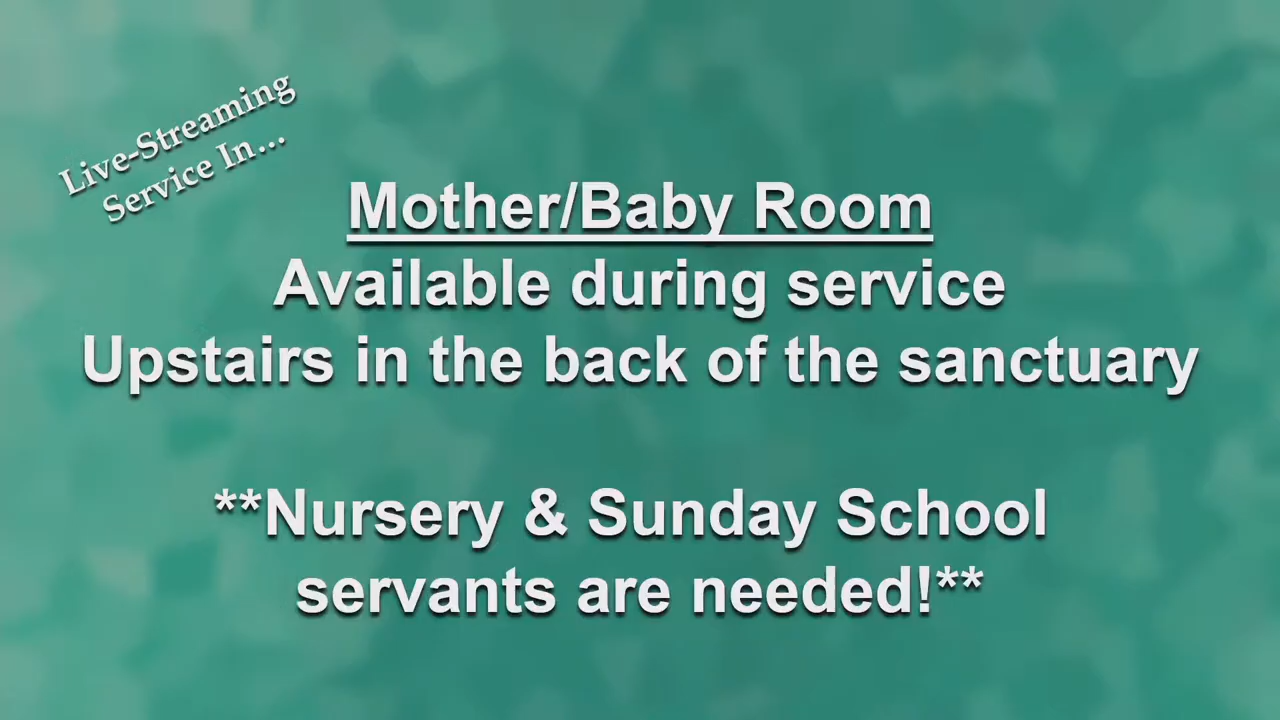 Live-Streaming
Service In...
Mother/Baby Room
Available during service
Upstairs in the back of the sanctuary
**Nursery & Sunday School
servants are needed!**